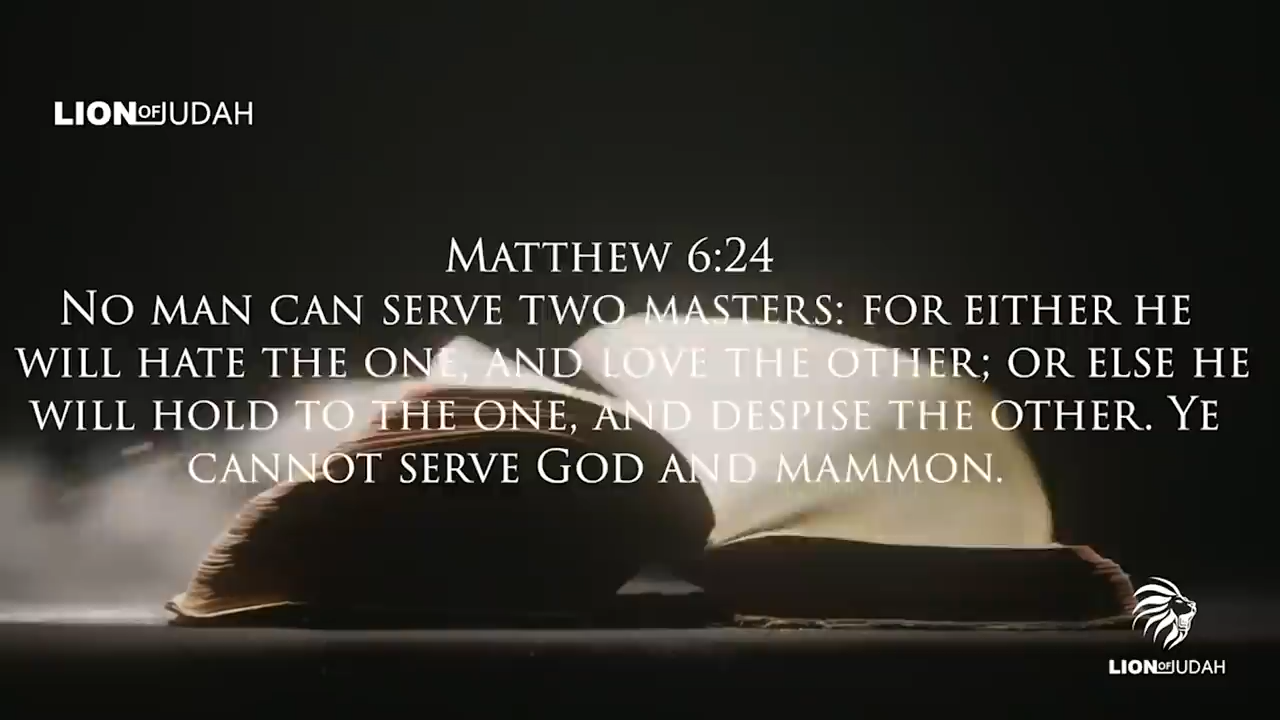 LION OF JUDAH
MATTHEW 6:24
NO MAN CAN SERVE TWO MASTERS: FOR EITHER HE
WILL HATE THE ONE, AND LOVE THE OTHER; OR ELSE HE
WILL HOLD TO THE ONE, AND DESPISE THE OTHER. YE
CANNOT SERVE GOD AND MAMMON.
LION OF JUDAH